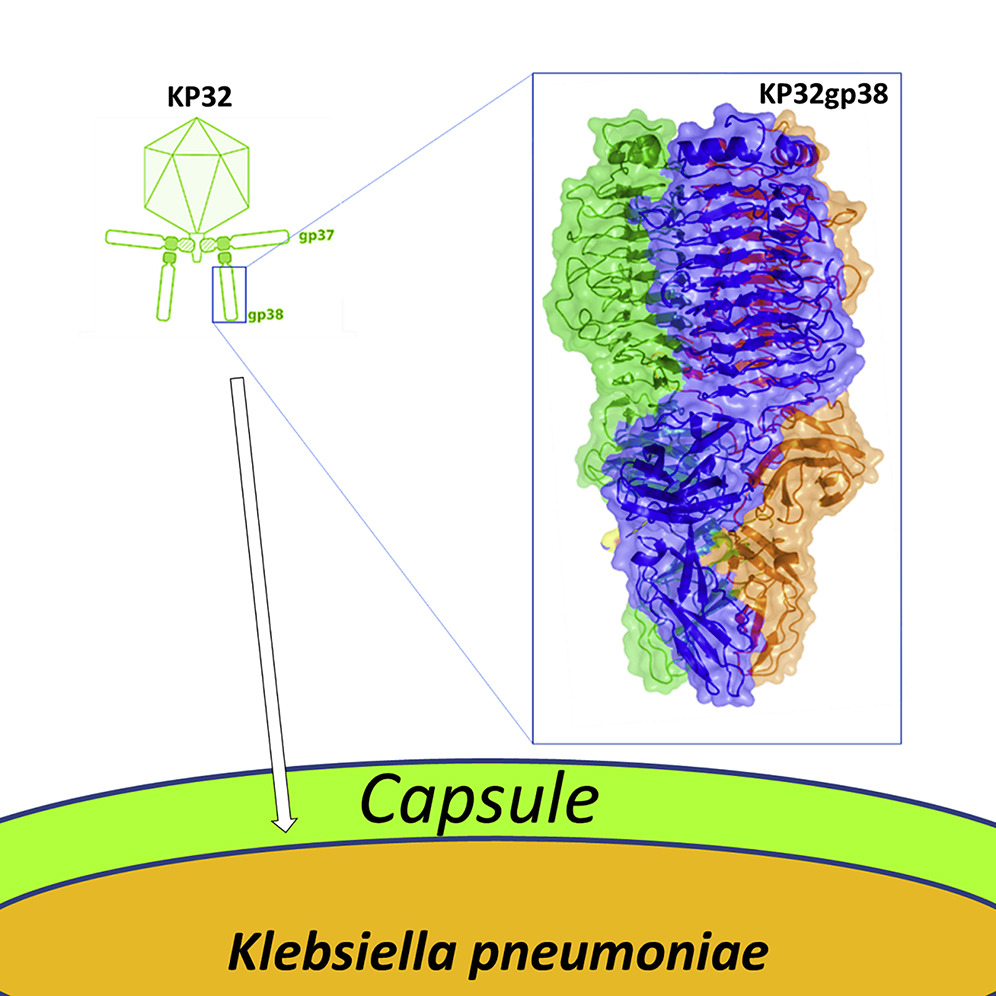 KP32
KP32gp38
gp37
gp38
Capsule
Klebsiella pneumoniae